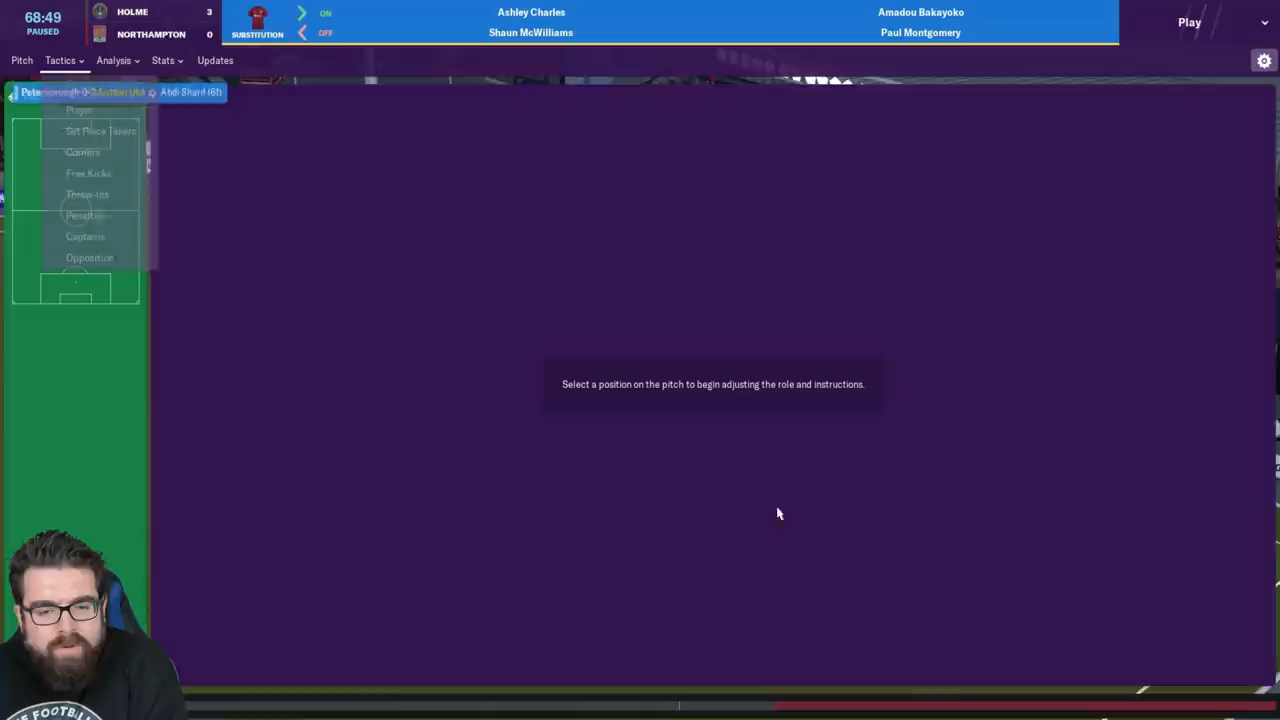 68:49
PAUSED
HOLME 3
NORTHAMPTON 0
SUBSTITUTION
ON
OFF
Ashley Charles
Shaun McWilliams
Amadou Bakayoko
Paul Montgomery
Play
Pitch Tactics Analysis Stats Updates
Abdi Sharif (61)
Player
Set Piece Takers
Corners
Free Kicks
Throw-Ins
Captains
Opposition
Select a position on the pitch to begin adjusting the role and instructions.